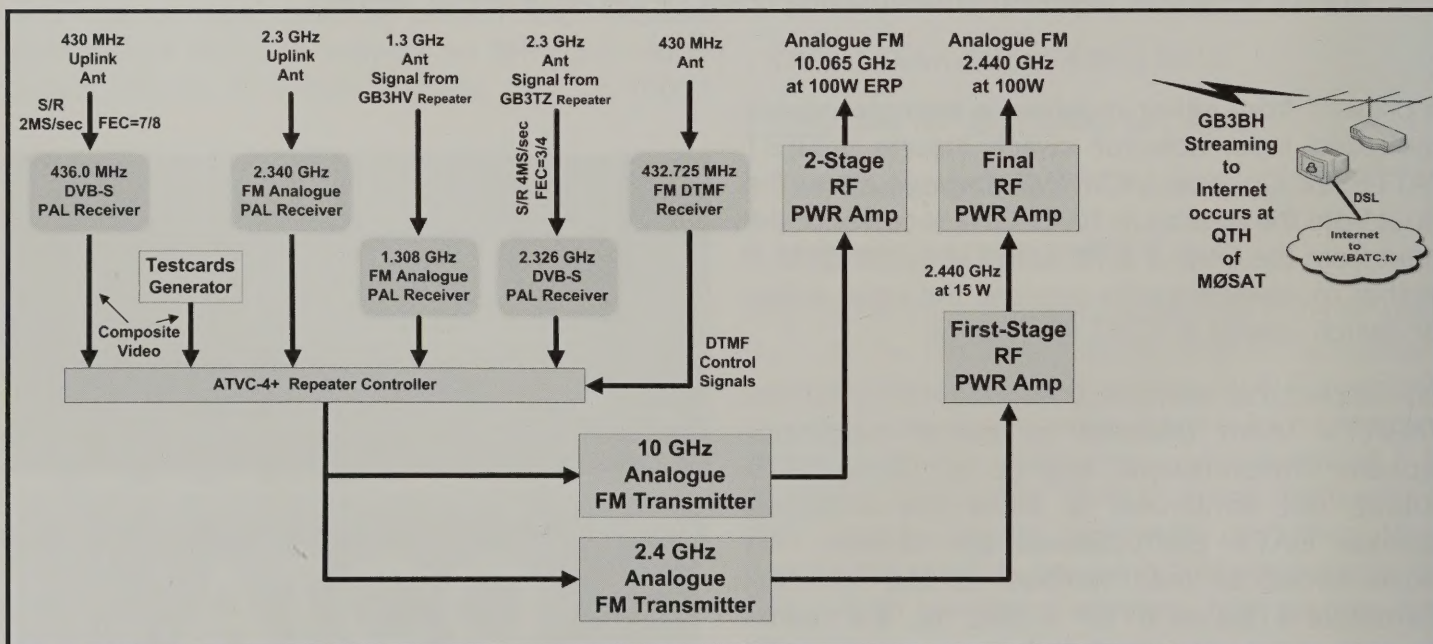 430 MHz
Uplink
Ant
2.3 GHz
Uplink
Ant
1.3 GHz
Ant
Signal from
GB3HV Repeater
2.3 GHz
Ant
Signal from
GB3TZ Repeater
430 MHz
Ant
Analogue FM
10.065 GHz
at 100W ERP
Analogue FM
2.440 GHz
at 100W
S/R
2MS/sec
FEC=7/8
S/R 4MS/sec
FEC=3/4
436.0 MHz
DVB-S
PAL Receiver
2.340 GHz
FM Analogue
PAL Receiver
432.725 MHz
FM DTMF
Receiver
2-Stage
RF
PWR Amp
Final
RF
PWR Amp
GB3BH
Streaming
to
Internet
occurs at
QTH
of
MØSAT
DSL
Internet
to
www.BATC.tv
Testcards
Generator
1.308 GHz
FM Analogue
PAL Receiver
2.326 GHz
DVB-S
PAL Receiver
2.440 GHz
at 15 W
Composite
Video
DTMF
Control
Signals
First-Stage
RF
PWR Amp
ATVC-4+ Repeater Controller
10 GHz
Analogue
FM Transmitter
2.4 GHz
Analogue
FM Transmitter